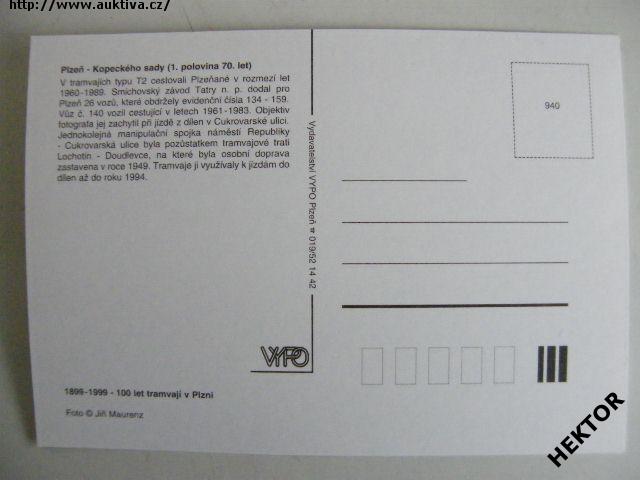 http://www.auktiva.cz/
Plzeň - Kopeckého sady (1. polovina 70. let)
V tramvajích typu T2 cestovali Plzeňané v rozmezí let
1960-1989. Smíchovský závod Tatry n. p. dodal pro
Plzeň 26 vozů, které obdržely evidenční čísla 134 - 159.
Vůz č. 140 vozil cestující v letech 1961-1983. Objektiv
fotografa jej zachytil při jízdě z dílen v Cukrovarské ulici.
Jednokolejná manipulační spojka náměstí Republiky
- Cukrovarská ulice byla pozůstatkem tramvajové trati
Lochotín - Doudlevce, na které byla osobní doprava
zastavena v roce 1949. Tramvaje ji využívaly k jízdám do
dílen až do roku 1994.
VYPO
1899-1999 - 100 let tramvají v Plzni
Foto © Jiří Maurenz
Vydavatelství VYPO Plzeň ☎ 019/52 14 42
940
HEKTOR